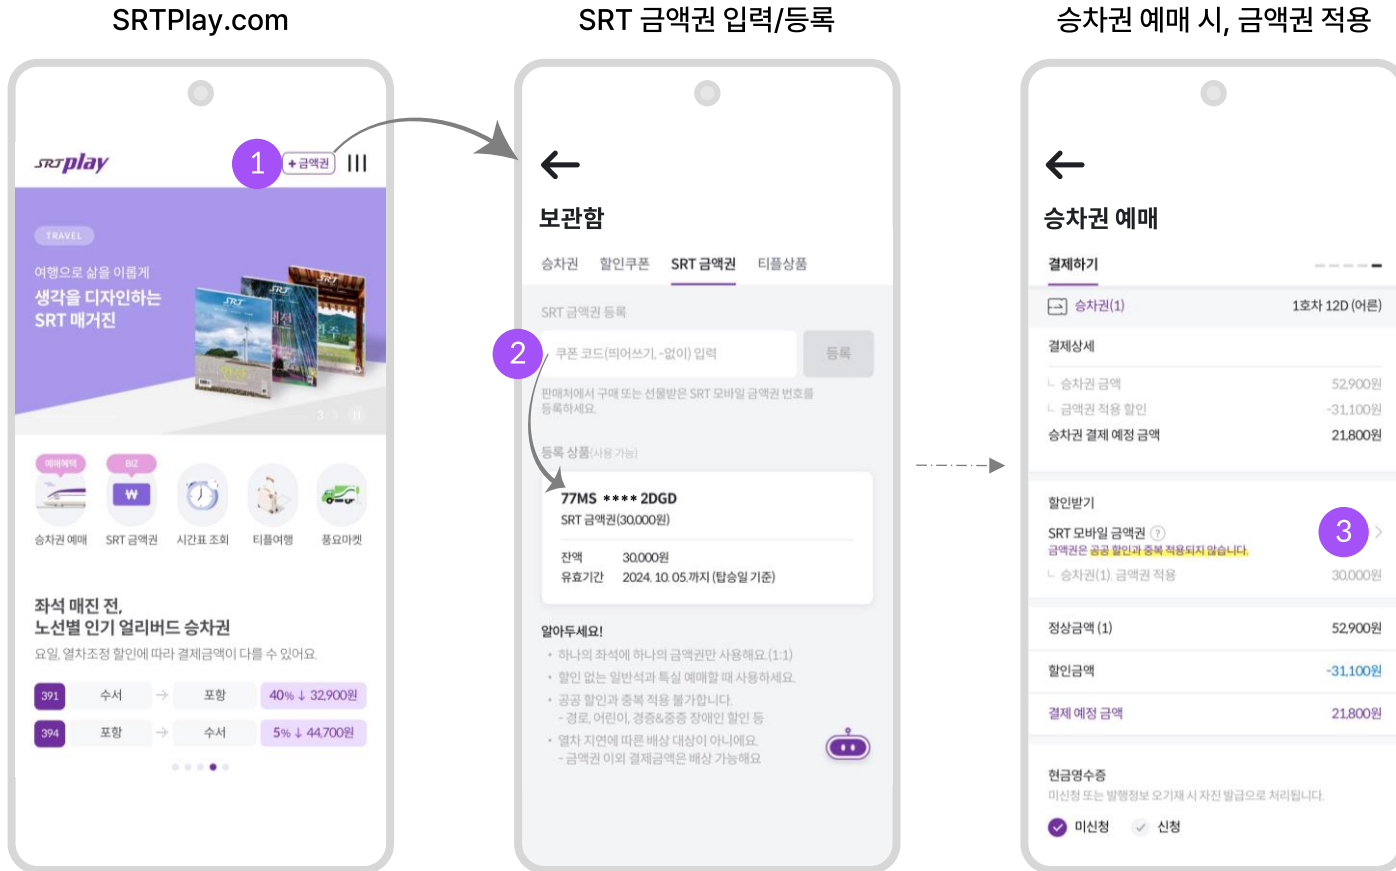 SRTPlay.com
SRT play
1
+금액권
TRAVEL
여행으로 삶을 이롭게
생각을 디자인하는
SRT 매거진
SRT
SRT
SRT
예매혜택
BIZ
₩
승차권 예매
SRT 금액권
시간표 조회
티플여행
풍요마켓
좌석 매진 전,
노선별 인기 얼리버드 승차권
요일, 열차조정 할인에 따라 결제금액이 다를 수 있어요.
391 수서 → 포항 40% ↓ 32,900원
394 포항 → 수서 5% ↓ 44,700원
SRT 금액권 입력/등록
보관함
승차권 할인쿠폰 SRT 금액권 티플상품
SRT 금액권 등록
2
쿠폰 코드(띄어쓰기, -없이) 입력
등록
판매처에서 구매 또는 선물받은 SRT 모바일 금액권 번호를
등록하세요.
등록 상품(사용 가능)
77MS **** 2DGD
SRT 금액권(30,000원)
잔액 30.000원
유효기간 2024. 10. 05.까지 (탑승일 기준)
알아두세요!
• 하나의 좌석에 하나의 금액권만 사용해요.(1:1)
• 할인 없는 일반석과 특실 예매할 때 사용하세요.
• 공공 할인과 중복 적용 불가합니다.
- 경로, 어린이, 경증&중증 장애인 할인 등
• 열차 지연에 따른 배상 대상이 아니에요.
- 금액권 이외 결제금액은 배상 가능해요
승차권 예매 시, 금액권 적용
승차권 예매
결제하기
승차권(1) 1호차 12D (어른)
결제상세
ㄴ 승차권 금액 52,900원
ㄴ 금액권 적용 할인 -31,100원
승차권 결제 예정 금액 21,800원
할인받기
SRT 모바일 금액권 ?
3
금액권은 공공 할인과 중복 적용되지 않습니다.
ㄴ 승차권(1). 금액권 적용 30,000원
정상금액 (1) 52,900원
할인금액 -31,100원
결제 예정 금액 21,800원
현금영수증
미신청 또는 발행정보 오기재 시 자진 발급으로 처리됩니다.
미신청 신청